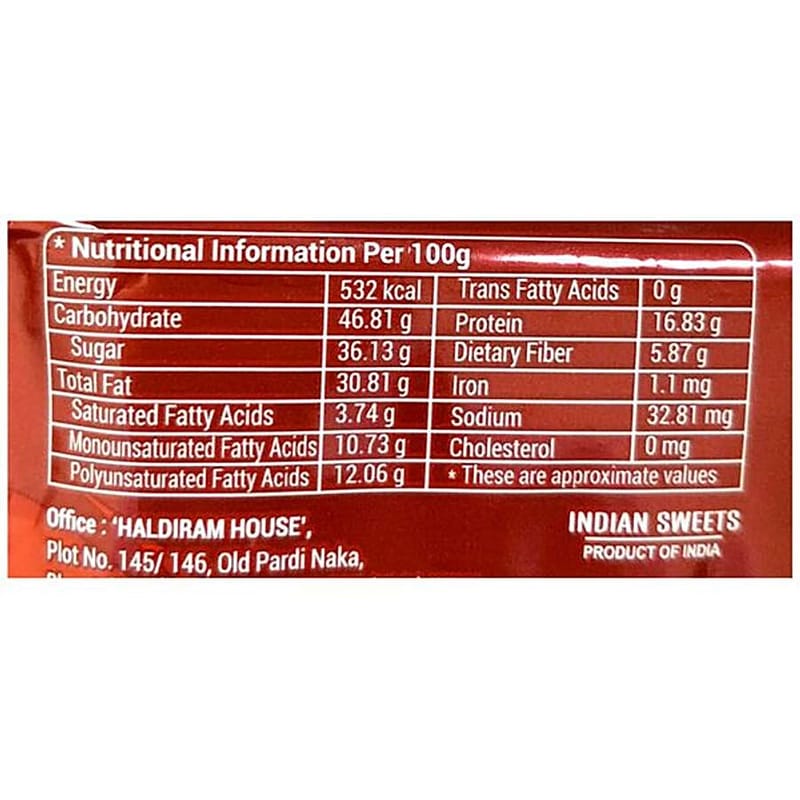 * Nutritional Information Per 100g
Energy 532 kcal
Carbohydrate 46.81 g
Sugar 36.13 g
Total Fat 30.81 g
Saturated Fatty Acids 3.74 g
Monounsaturated Fatty Acids 10.73 g
Polyunsaturated Fatty Acids 12.06 g
Trans Fatty Acids 0 g
Protein 16.83 g
Dietary Fiber 5.87 g
Iron 1.1 mg
Sodium 32.81 mg
Cholesterol 0 mg
* These are approximate values
Office : 'HALDIRAM HOUSE',
Plot No. 145/ 146, Old Pardi Naka,
INDIAN SWEETS
PRODUCT OF INDIA